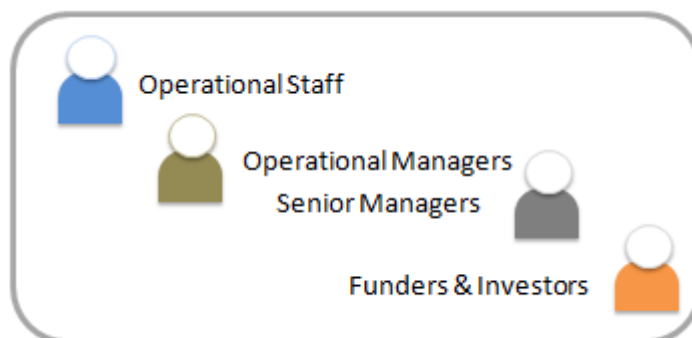 Operational Staff
Operational Managers
Senior Managers
Funders & Investors